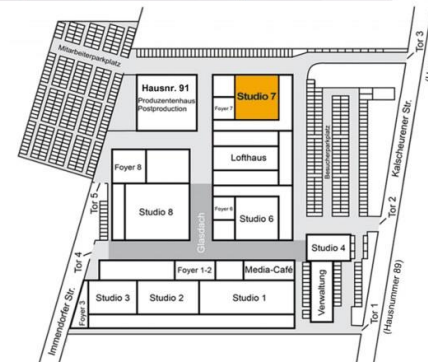 Mitarbeiterparkplatz
Tor 3
Hausnr. 91
Produzentenhaus
Postproduction
Foyer 7
Studio 7
Kalscheurener Str.
Besucherparkplatz
Lofthaus
Foyer 8
Tor 5
Studio 8
Glasdach
Foyer 6
Studio 6
Tor 2
Tor 4
Studio 4
Foyer 1-2
Media-Café
Verwaltung
Immendorfer Str.
Foyer 3
Studio 3
Studio 2
Studio 1
Tor 1
(Hausnummer 89)